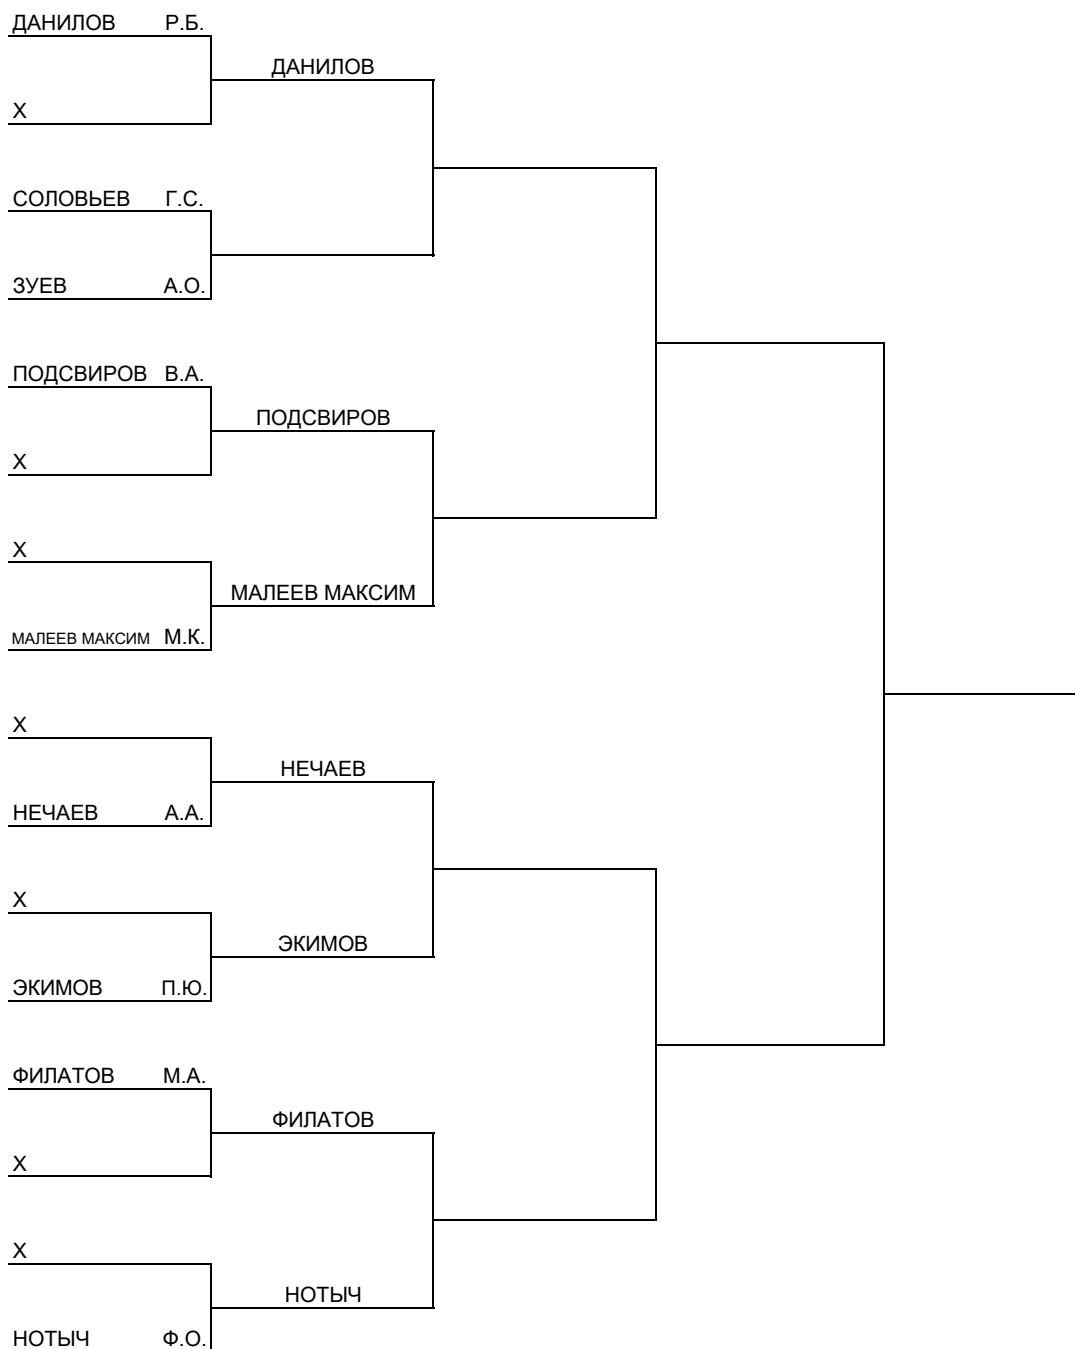 ДАНИЛОВ Р.Б.
ДАНИЛОВ
Х
СОЛОВЬЕВ Г.С.
ЗУЕВ А.О.
ПОДСВИРОВ В.А.
ПОДСВИРОВ
Х
Х
МАЛЕЕВ МАКСИМ
МАЛЕЕВ МАКСИМ М.К.
Х
НЕЧАЕВ
НЕЧАЕВ А.А.
Х
ЭКИМОВ
ЭКИМОВ П.Ю.
ФИЛАТОВ М.А.
ФИЛАТОВ
Х
Х
НОТЫЧ
НОТЫЧ Ф.О.